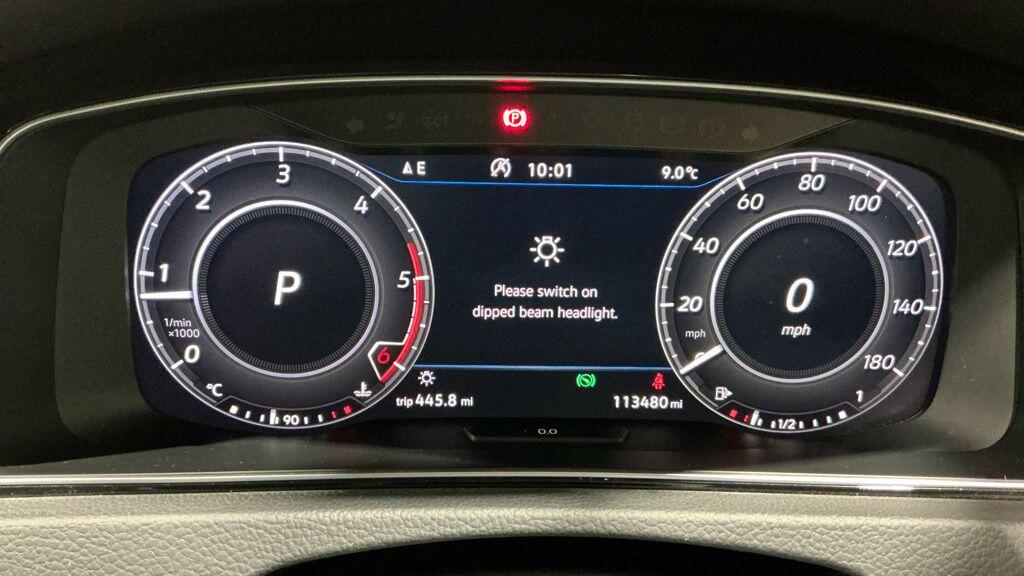 P
E 10:01 9.0°C
1
2
3
4
5
6
0
1/min
×1000
P
°C
90
Please switch on
dipped beam headlight.
trip 445.8 mi
113480 mi
0.0
20
40
60
80
100
120
140
180
mph
0
mph
1/2
1